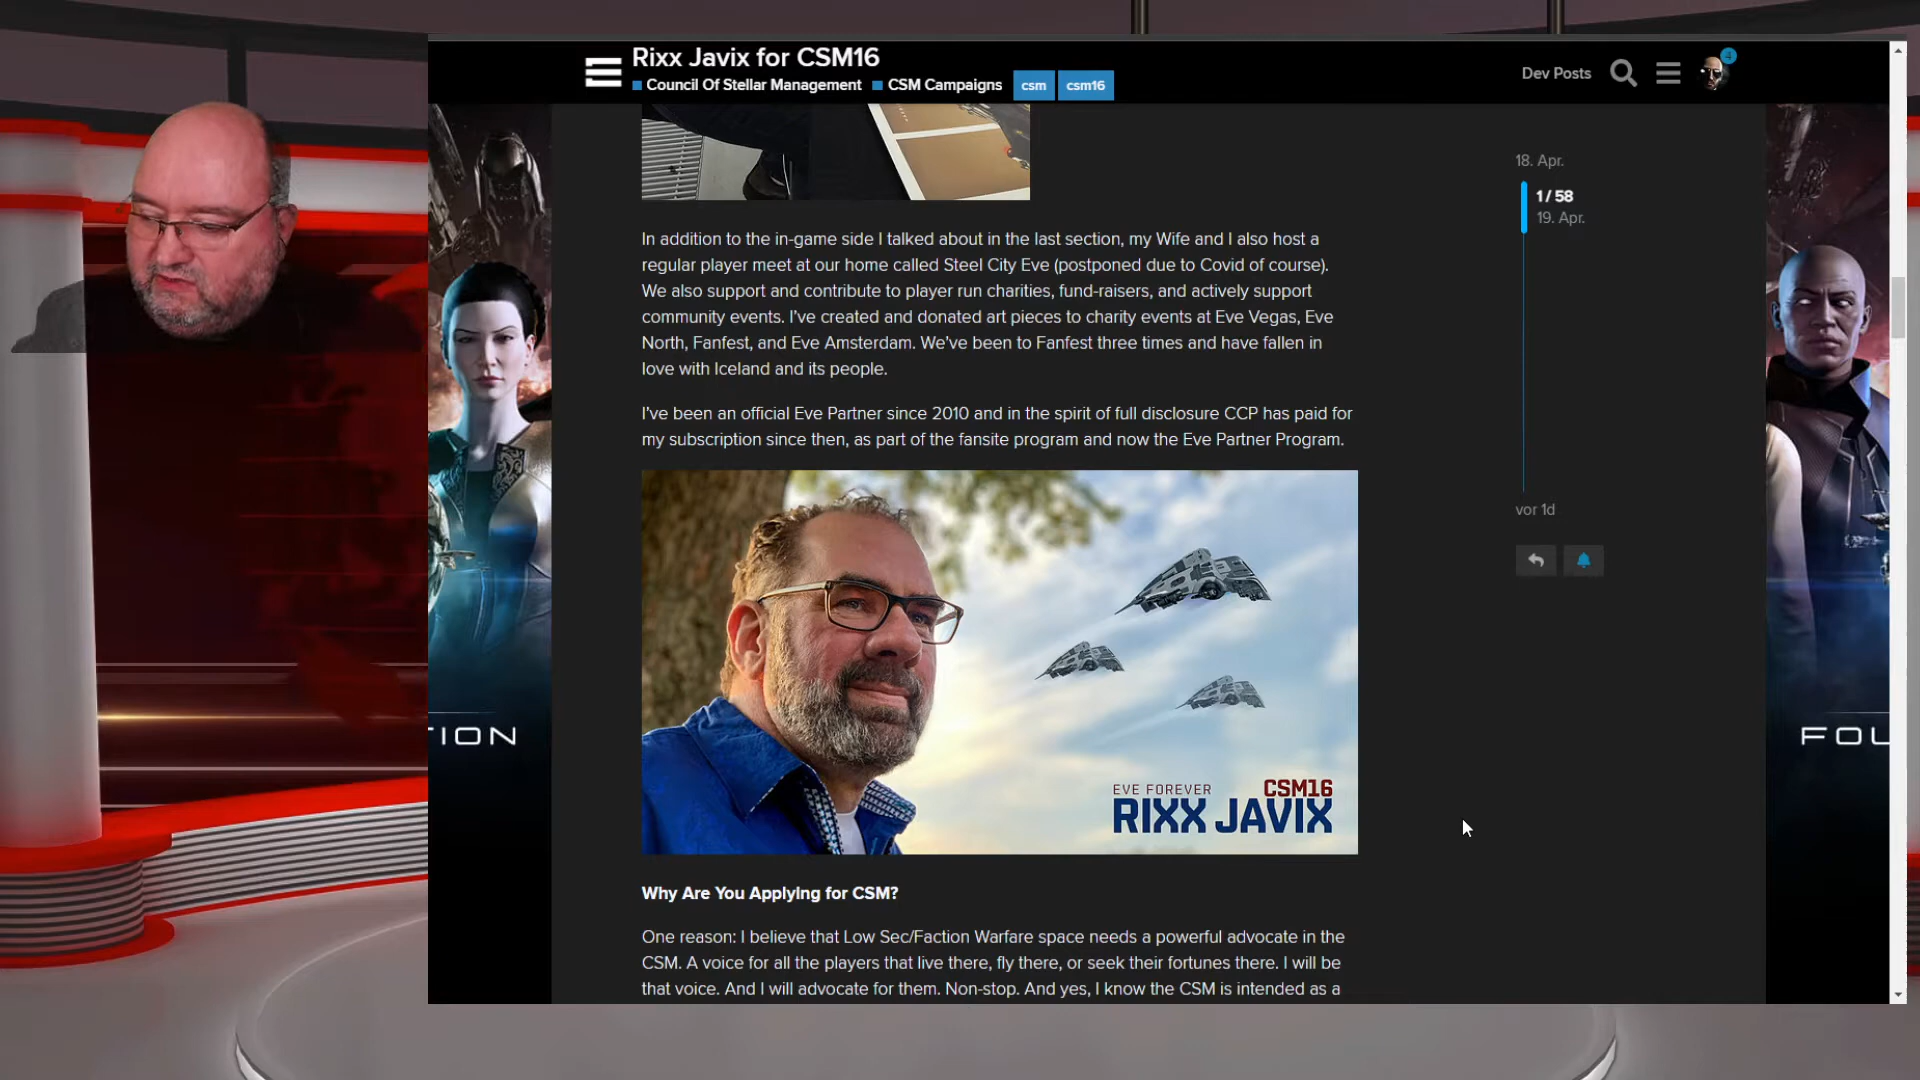 Rixx Javix for CSM16
Council Of Stellar Management CSM Campaigns csm csm16
Dev Posts
4
In addition to the in-game side I talked about in the last section, my Wife and I also host a
regular player meet at our home called Steel City Eve (postponed due to Covid of course).
We also support and contribute to player run charities, fund-raisers, and actively support
community events. I've created and donated art pieces to charity events at Eve Vegas, Eve
North, Fanfest, and Eve Amsterdam. We've been to Fanfest three times and have fallen in
love with Iceland and its people.
I've been an official Eve Partner since 2010 and in the spirit of full disclosure CCP has paid for
my subscription since then, as part of the fansite program and now the Eve Partner Program.
EVE FOREVER
CSM16
RIXX JAVIX
Why Are You Applying for CSM?
One reason: I believe that Low Sec/Faction Warfare space needs a powerful advocate in the
CSM. A voice for all the players that live there, fly there, or seek their fortunes there. I will be
that voice. And I will advocate for them. Non-stop. And yes, I know the CSM is intended as a
18. Apr.
1 / 58
19. Apr.
vor 1d
TION
FOU